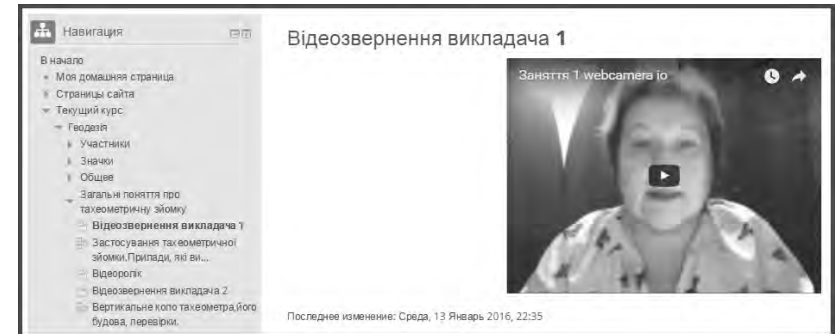 Навигация
В начало
Моя домашняя страница
Страницы сайта
Текущий курс
Геодезія
Участники
Значки
Общее
Загальні поняття про
тахеометричну зйомку
Відеозвернення викладача 1
Застосування тахеометричної
зйомки.Прилади, які ви...
Відеоролік
Відеозвернення викладача 2
Вертикальне коло тахеометра,його
будова, перевірки.
Відеозвернення викладача 1
Заняття 1 webcamera io
Последнее изменение: Среда, 13 Январь 2016, 22:35